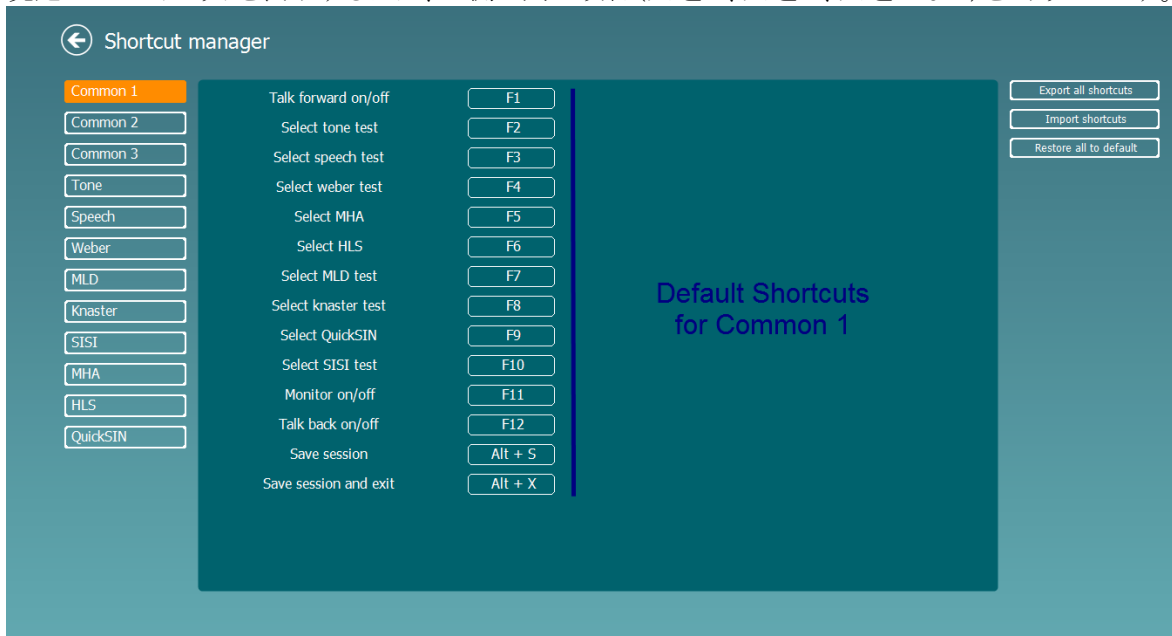 Shortcut manager
Common 1
Common 2
Common 3
Tone
Speech
Weber
MLD
Knaster
SISI
MHA
HLS
QuickSIN
Talk forward on/off F1
Select tone test F2
Select speech test F3
Select weber test F4
Select MHA F5
Select HLS F6
Select MLD test F7
Select knaster test F8
Select QuickSIN F9
Select SISI test F10
Monitor on/off F11
Talk back on/off F12
Save session Alt + S
Save session and exit Alt + X
Default Shortcuts
for Common 1
Export all shortcuts
Import shortcuts
Restore all to default